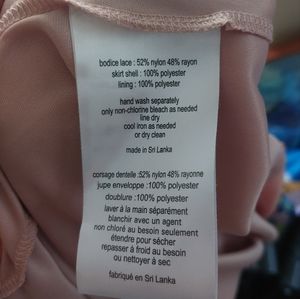 bodice lace : 52% nylon 48% rayon
skirt shell : 100% polyester
lining : 100% polyester
hand wash separately
only non-chlorine bleach as needed
line dry
cool iron as needed
or dry clean
made in Sri Lanka
corsage dentelle :52% nylon 48% rayonne
jupe enveloppe :100% polyester
doublure :100% polyester
laver à la main séparément
blanchir avec un agent
non chloré au besoin seulement
étendre pour sécher
repasser à froid au besoin
ou nettoyer à sec
fabriqué en Sri Lanka